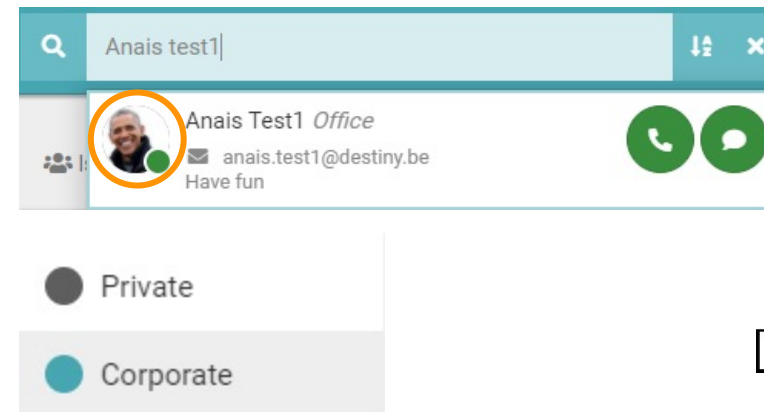 Anais test1
Anais Test1 Office
anais.test1@destiny.be
Have fun
Private
Corporate